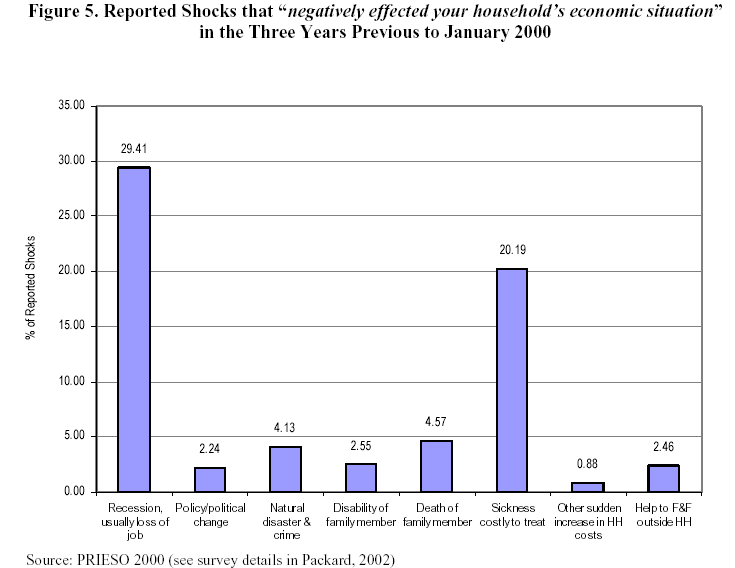 Figure 5. Reported Shocks that “negatively effected your household’s economic situation”
in the Three Years Previous to January 2000
35.00
30.00
25.00
20.00
15.00
10.00
5.00
0.00
% of Reported Shocks
29.41
2.24
4.13
2.55
4.57
20.19
0.88
2.46
Recession,
usually loss of
job
Policy/political
change
Natural
disaster &
crime
Disability of
family member
Death of
family member
Sickness
costly to treat
Other sudden
increase in HH
costs
Help to F&F
outside HH
Source: PRIESO 2000 (see survey details in Packard, 2002)